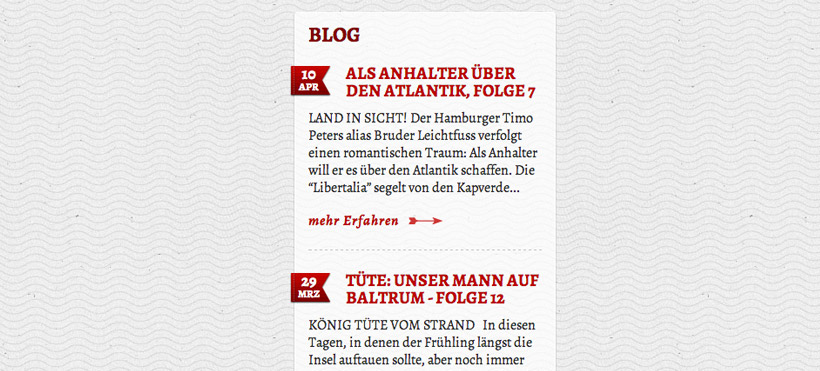 BLOG
10
APR
ALS ANHALTER ÜBER
DEN ATLANTIK, FOLGE 7
LAND IN SICHT! Der Hamburger Timo
Peters alias Bruder Leichtfuss verfolgt
einen romantischen Traum: Als Anhalter
will er es über den Atlantik schaffen. Die
“Libertalia” segelt von den Kapverde...
mehr Erfahren
29
MRZ
TÜTE: UNSER MANN AUF
BALTRUM - FOLGE 12
KÖNIG TÜTE VOM STRAND In diesen
Tagen, in denen der Frühling längst die
Insel auftauen sollte, aber noch immer